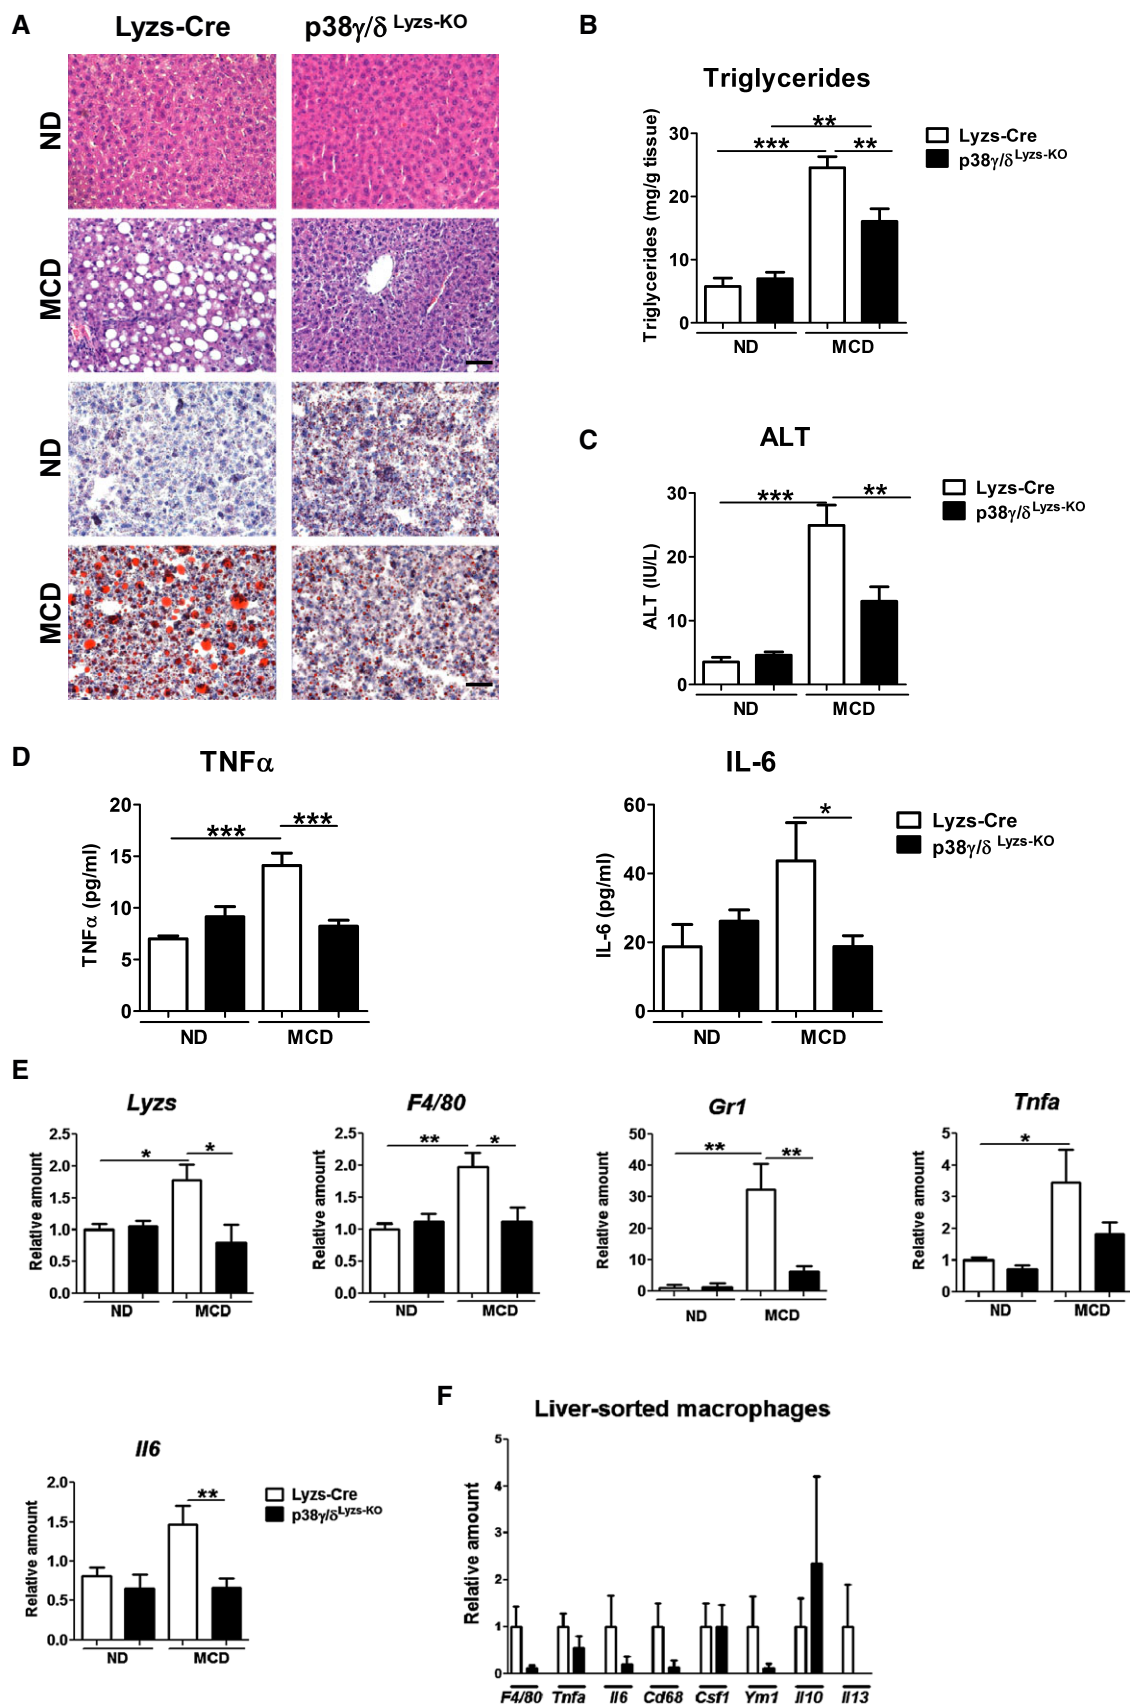 A
Lyzs-Cre
p38γ/δ Lyzs-KO
ND
MCD
ND
MCD
B
Triglycerides
Triglycerides (mg/g tissue)
30
20
10
0
***
**
**
ND
MCD
Lyzs-Cre
p38γ/δ Lyzs-KO
C
ALT
ALT (IU/L)
30
20
10
0
***
**
ND
MCD
Lyzs-Cre
p38γ/δ Lyzs-KO
D
TNFα
TNFα (pg/ml)
20
15
10
5
0
***
***
ND
MCD
IL-6
IL-6 (pg/ml)
60
40
20
0
*
ND
MCD
Lyzs-Cre
p38γ/δ Lyzs-KO
E
Lyzs
Relative amount
2.5
2.0
1.5
1.0
0.5
0.0
*
*
ND
MCD
F4/80
Relative amount
2.5
2.0
1.5
1.0
0.5
0.0
**
*
ND
MCD
Gr1
Relative amount
50
40
30
20
10
0
**
**
ND
MCD
Tnfa
Relative amount
5
4
3
2
1
0
*
ND
MCD
Il6
Relative amount
2.0
1.5
1.0
0.5
0.0
**
ND
MCD
Lyzs-Cre
p38γ/δ Lyzs-KO
F
Liver-sorted macrophages
Relative amount
5
4
3
2
1
0
F4/80 Tnfa Il6 Cd68 Csf1 Ym1 Il10 Il13